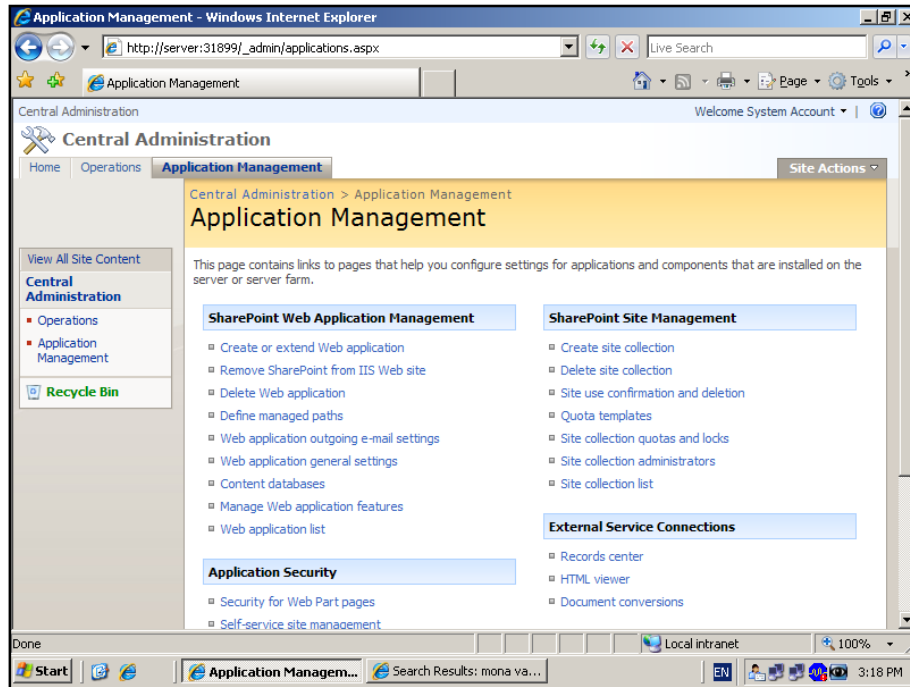 Application Management - Windows Internet Explorer
http://server:31899/_admin/applications.aspx
Live Search
Application Management
Page
Tools
Central Administration
Welcome System Account
Central Administration
Home
Operations
Application Management
Site Actions
Central Administration > Application Management
Application Management
View All Site Content
Central
Administration
Operations
Application
Management
Recycle Bin
This page contains links to pages that help you configure settings for applications and components that are installed on the
server or server farm.
SharePoint Web Application Management
Create or extend Web application
Remove SharePoint from IIS Web site
Delete Web application
Define managed paths
Web application outgoing e-mail settings
Web application general settings
Content databases
Manage Web application features
Web application list
Application Security
Security for Web Part pages
Self-service site management
SharePoint Site Management
Create site collection
Delete site collection
Site use confirmation and deletion
Quota templates
Site collection quotas and locks
Site collection administrators
Site collection list
External Service Connections
Records center
HTML viewer
Document conversions
Done
Local intranet
100%
Start
Application Managem...
Search Results: mona va...
EN
3:18 PM